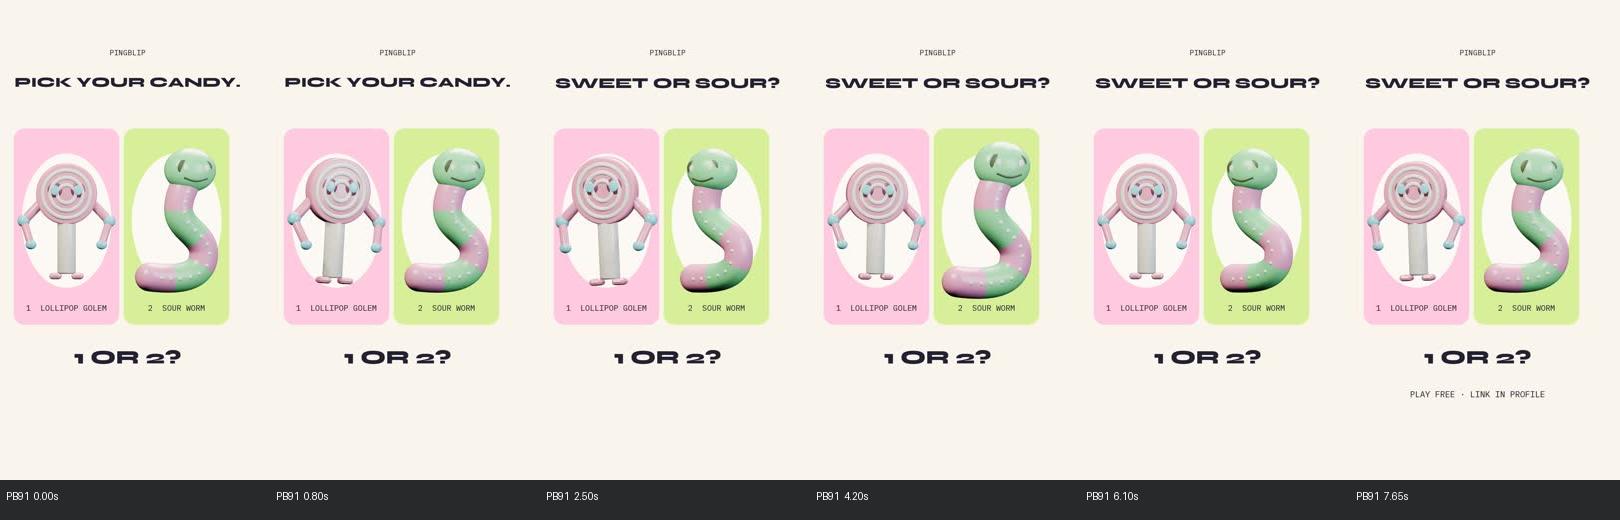 PINGBLIP
PICK YOUR CANDY.
1 LOLLIPOP GOLEM
2 SOUR WORM
1 OR 2?
PB91 0.00s
PINGBLIP
PICK YOUR CANDY.
1 LOLLIPOP GOLEM
2 SOUR WORM
1 OR 2?
PB91 0.80s
PINGBLIP
SWEET OR SOUR?
1 LOLLIPOP GOLEM
2 SOUR WORM
1 OR 2?
PB91 2.50s
PINGBLIP
SWEET OR SOUR?
1 LOLLIPOP GOLEM
2 SOUR WORM
1 OR 2?
PB91 4.20s
PINGBLIP
SWEET OR SOUR?
1 LOLLIPOP GOLEM
2 SOUR WORM
1 OR 2?
PB91 6.10s
PINGBLIP
SWEET OR SOUR?
1 LOLLIPOP GOLEM
2 SOUR WORM
1 OR 2?
PLAY FREE · LINK IN PROFILE
PB91 7.65s